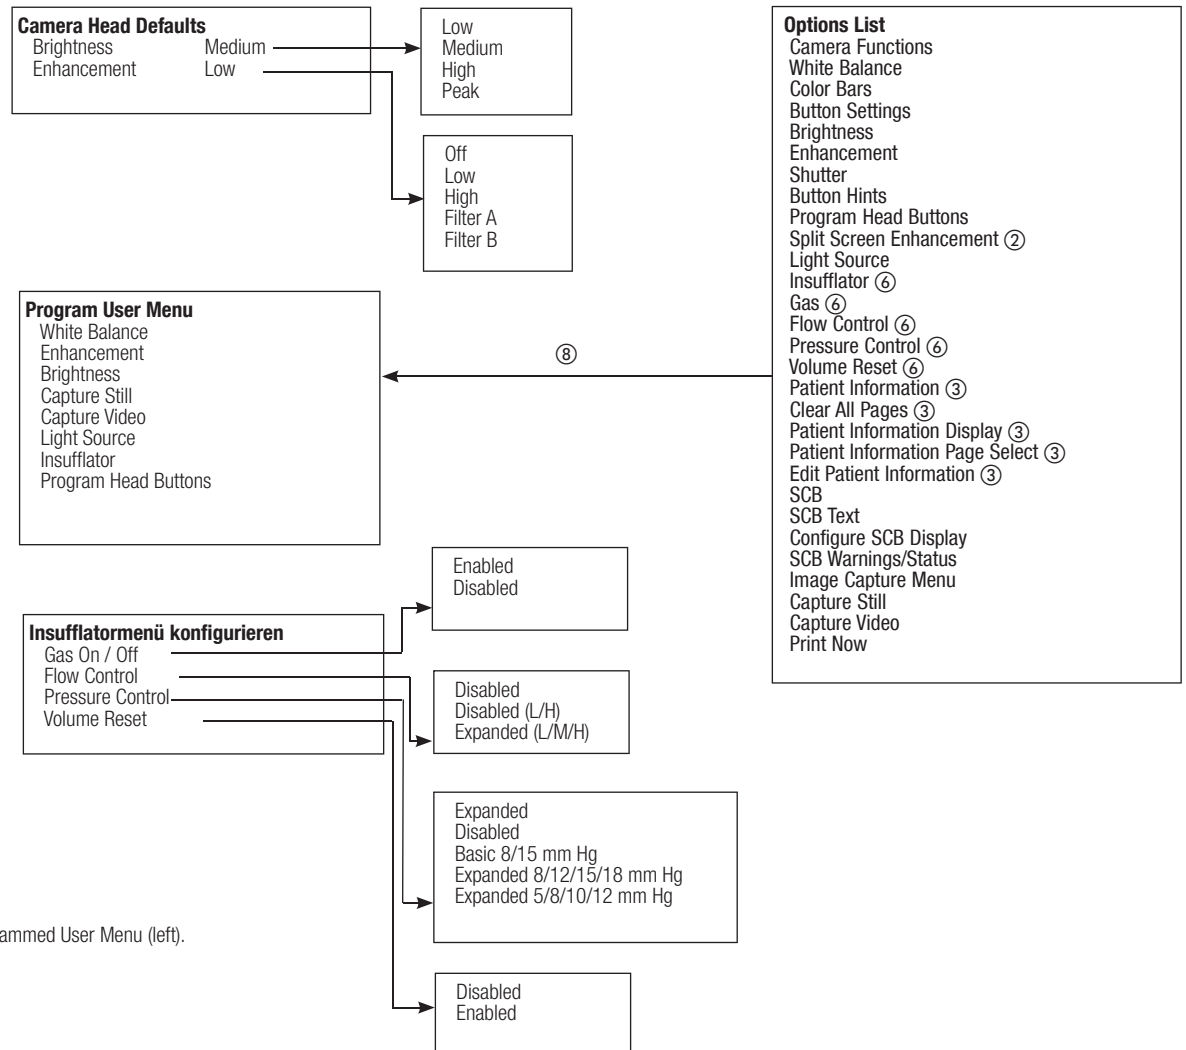 Camera Head Defaults
Brightness Medium
Enhancement Low
Low
Medium
High
Peak
Off
Low
High
Filter A
Filter B
Program User Menu
White Balance
Enhancement
Brightness
Capture Still
Capture Video
Light Source
Insufflator
Program Head Buttons
⑧
Options List
Camera Functions
White Balance
Color Bars
Button Settings
Brightness
Enhancement
Shutter
Button Hints
Program Head Buttons
Split Screen Enhancement ②
Light Source
Insufflator ⑥
Gas ⑥
Flow Control ⑥
Pressure Control ⑥
Volume Reset ⑥
Patient Information ③
Clear All Pages ③
Patient Information Display ③
Patient Information Page Select ③
Edit Patient Information ③
SCB
SCB Text
Configure SCB Display
SCB Warnings/Status
Image Capture Menu
Capture Still
Capture Video
Print Now
Insufflatormenü konfigurieren
Gas On / Off
Flow Control
Pressure Control
Volume Reset
Enabled
Disabled
Disabled
Disabled (L/H)
Expanded (L/M/H)
Expanded
Disabled
Basic 8/15 mm Hg
Expanded 8/12/15/18 mm Hg
Expanded 5/8/10/12 mm Hg
Disabled
Enabled
ammed User Menu (left).